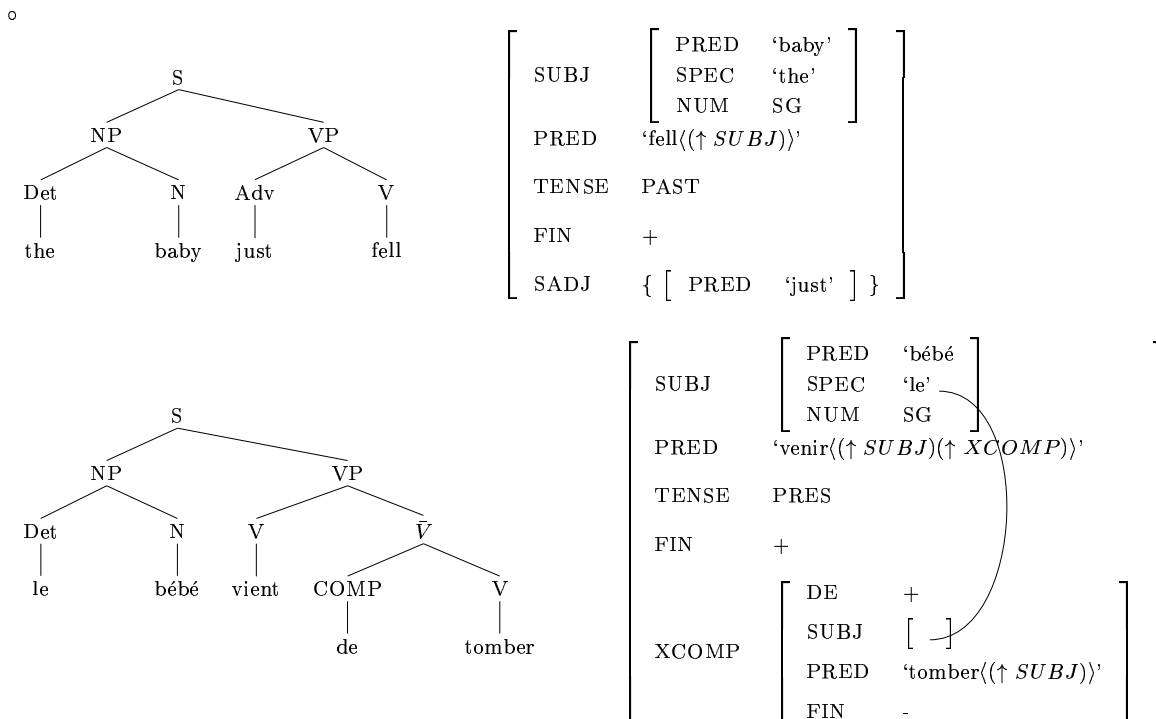 o
S
NP VP
Det N Adv V
the baby just fell
SUBJ
PRED ‘baby’
SPEC ‘the’
NUM SG
PRED ‘fell⟨(↑ SUBJ)⟩’
TENSE PAST
FIN +
SADJ { [ PRED ‘just’ ] }
S
NP VP
Det N V V̄
le bébé vient COMP V
de tomber
SUBJ
PRED ‘bébé
SPEC ‘le’
NUM SG
PRED ‘venir⟨(↑ SUBJ)(↑ XCOMP)⟩’
TENSE PRES
FIN +
XCOMP
DE +
SUBJ [ ]
PRED ‘tomber⟨(↑ SUBJ)⟩’
FIN -